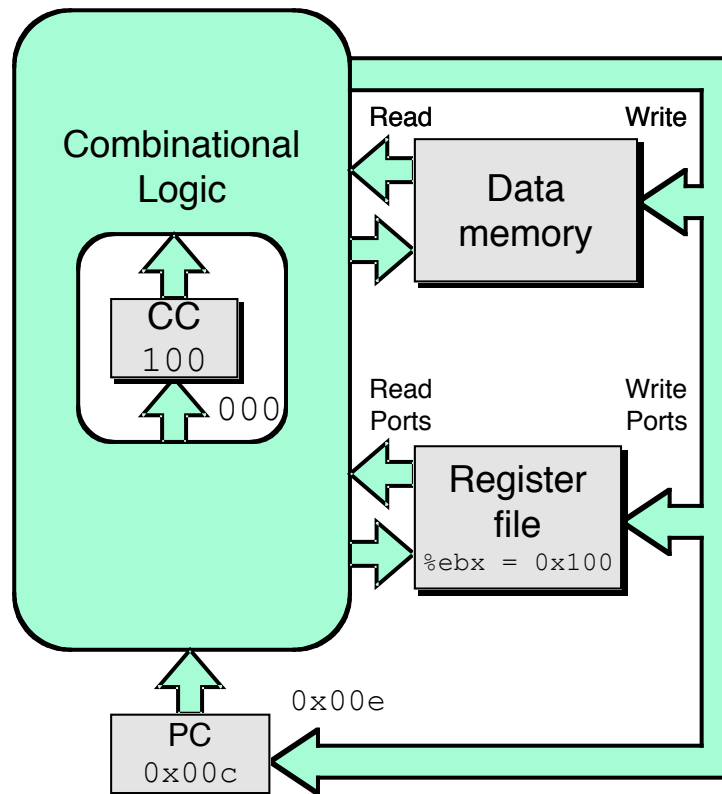 Combinational
Logic
CC
100
000
Read
Write
Data
memory
Read
Ports
Write
Ports
Register
file
%ebx = 0x100
0x00e
PC
0x00c